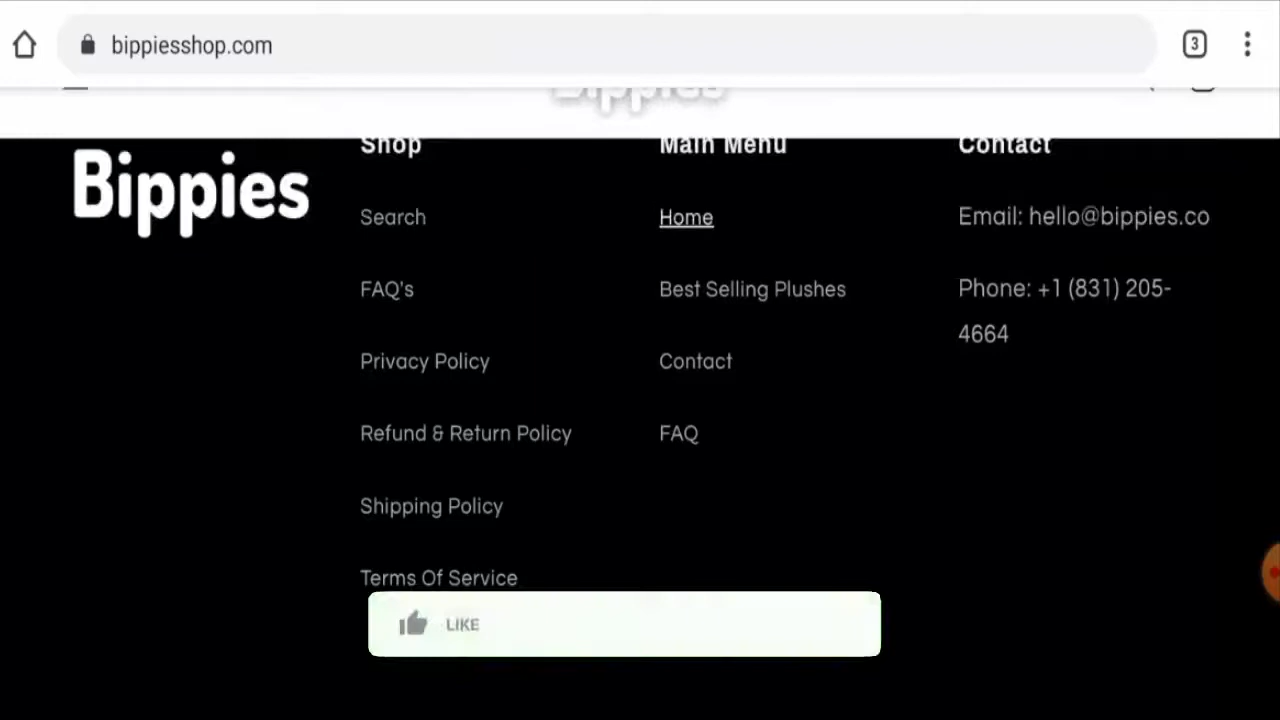 bippiesshop.com
3
Bippies
Bippies
Shop
Search
FAQ's
Privacy Policy
Refund & Return Policy
Shipping Policy
Terms Of Service
Main Menu
Home
Best Selling Plushes
Contact
FAQ
Contact
Email: hello@bippies.co
Phone: +1 (831) 205-
4664
LIKE